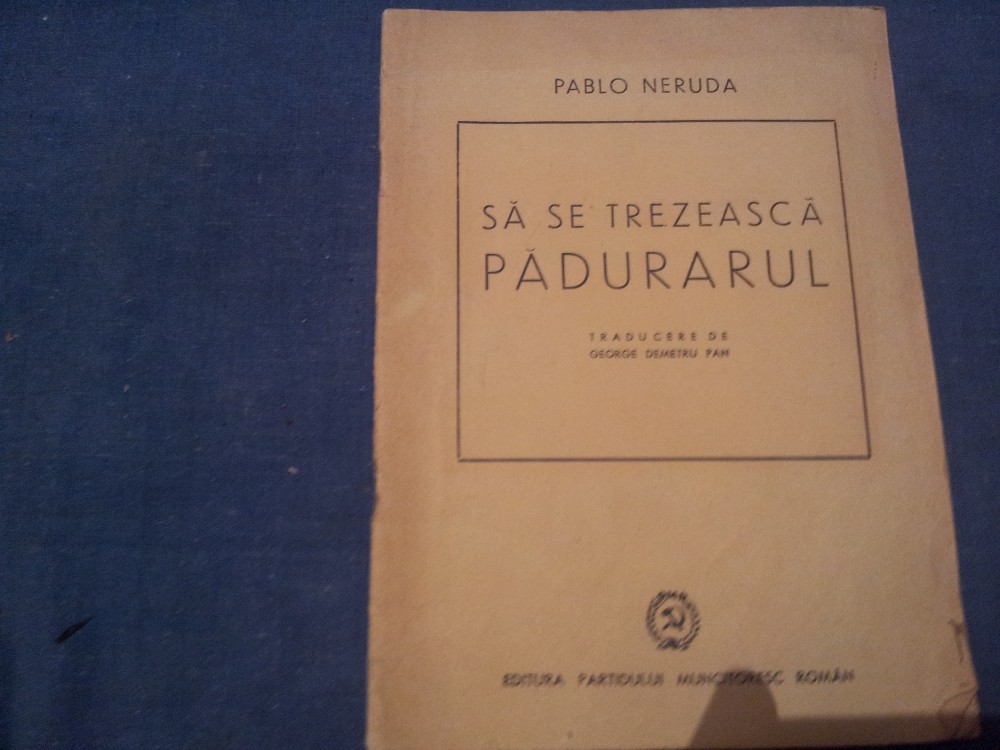 PABLO NERUDA
SĂ SE TREZEASCĂ
PĂDURARUL
TRADUCERE DE
GEORGE DEMETRU PAN
EDITURA PARTIDULUI MUNCITORESC ROMÂN